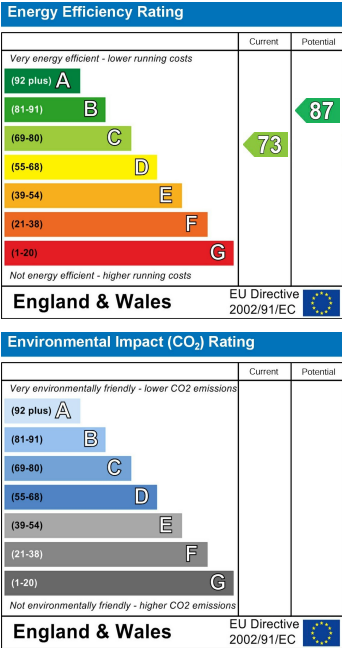 Energy Efficiency Rating
Current Potential
Very energy efficient - lower running costs
(92 plus) A
(81-91) B
87
(69-80) C
73
(55-68) D
(39-54) E
(21-38) F
(1-20) G
Not energy efficient - higher running costs
England & Wales
EU Directive
2002/91/EC
Environmental Impact (CO₂) Rating
Current Potential
Very environmentally friendly - lower CO2 emissions
(92 plus) A
(81-91) B
(69-80) C
(55-68) D
(39-54) E
(21-38) F
(1-20) G
Not environmentally friendly - higher CO2 emissions
England & Wales
EU Directive
2002/91/EC